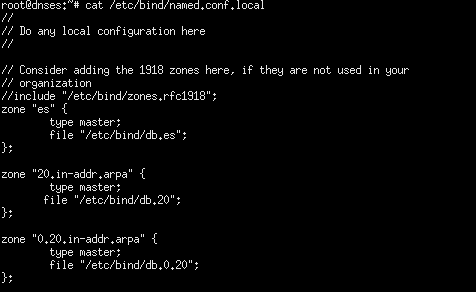 root@dnses:~# cat /etc/bind/named.conf.local
//
// Do any local configuration here
//
// Consider adding the 1918 zones here, if they are not used in your
// organization
//include "/etc/bind/zones.rfc1918";
zone "es" {
type master;
file "/etc/bind/db.es";
};
zone "20.in-addr.arpa" {
type master;
file "/etc/bind/db.20";
};
zone "0.20.in-addr.arpa" {
type master;
file "/etc/bind/db.0.20";
};